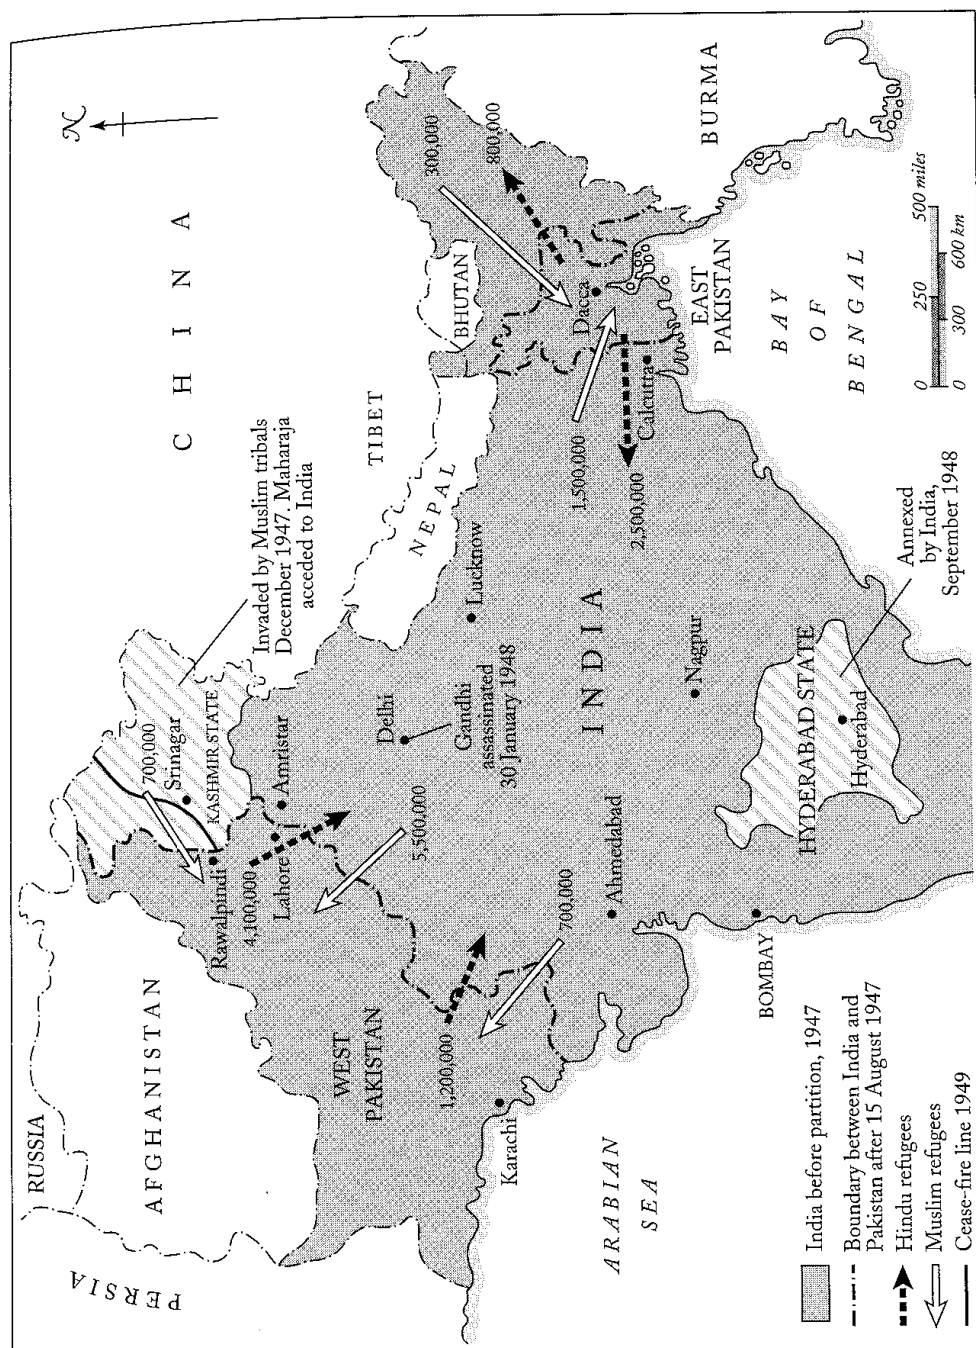 N
RUSSIA
PERSIA
AFGHANISTAN
CHINA
TIBET
NEPAL
BHUTAN
BURMA
Invaded by Muslim tribals
December 1947. Maharaja
acceded to India
700,000
Srinagar
KASHMIR STATE
Rawalpindi
4,100,000
Lahore
Amristar
5,500,000
Delhi
Gandhi
assassinated
30 January 1948
Lucknow
WEST
PAKISTAN
1,200,000
700,000
Karachi
Ahmedabad
INDIA
Nagpur
300,000
800,000
Dacca
1,500,000
2,500,000
Calcutta
EAST
PAKISTAN
ARABIAN
SEA
BOMBAY
HYDERABAD STATE
Hyderabad
Annexed
by India,
September 1948
BAY
OF
BENGAL
0 250 500 miles
0 300 600 km
India before partition, 1947
Boundary between India and
Pakistan after 15 August 1947
Hindu refugees
Muslim refugees
Cease-fire line 1949